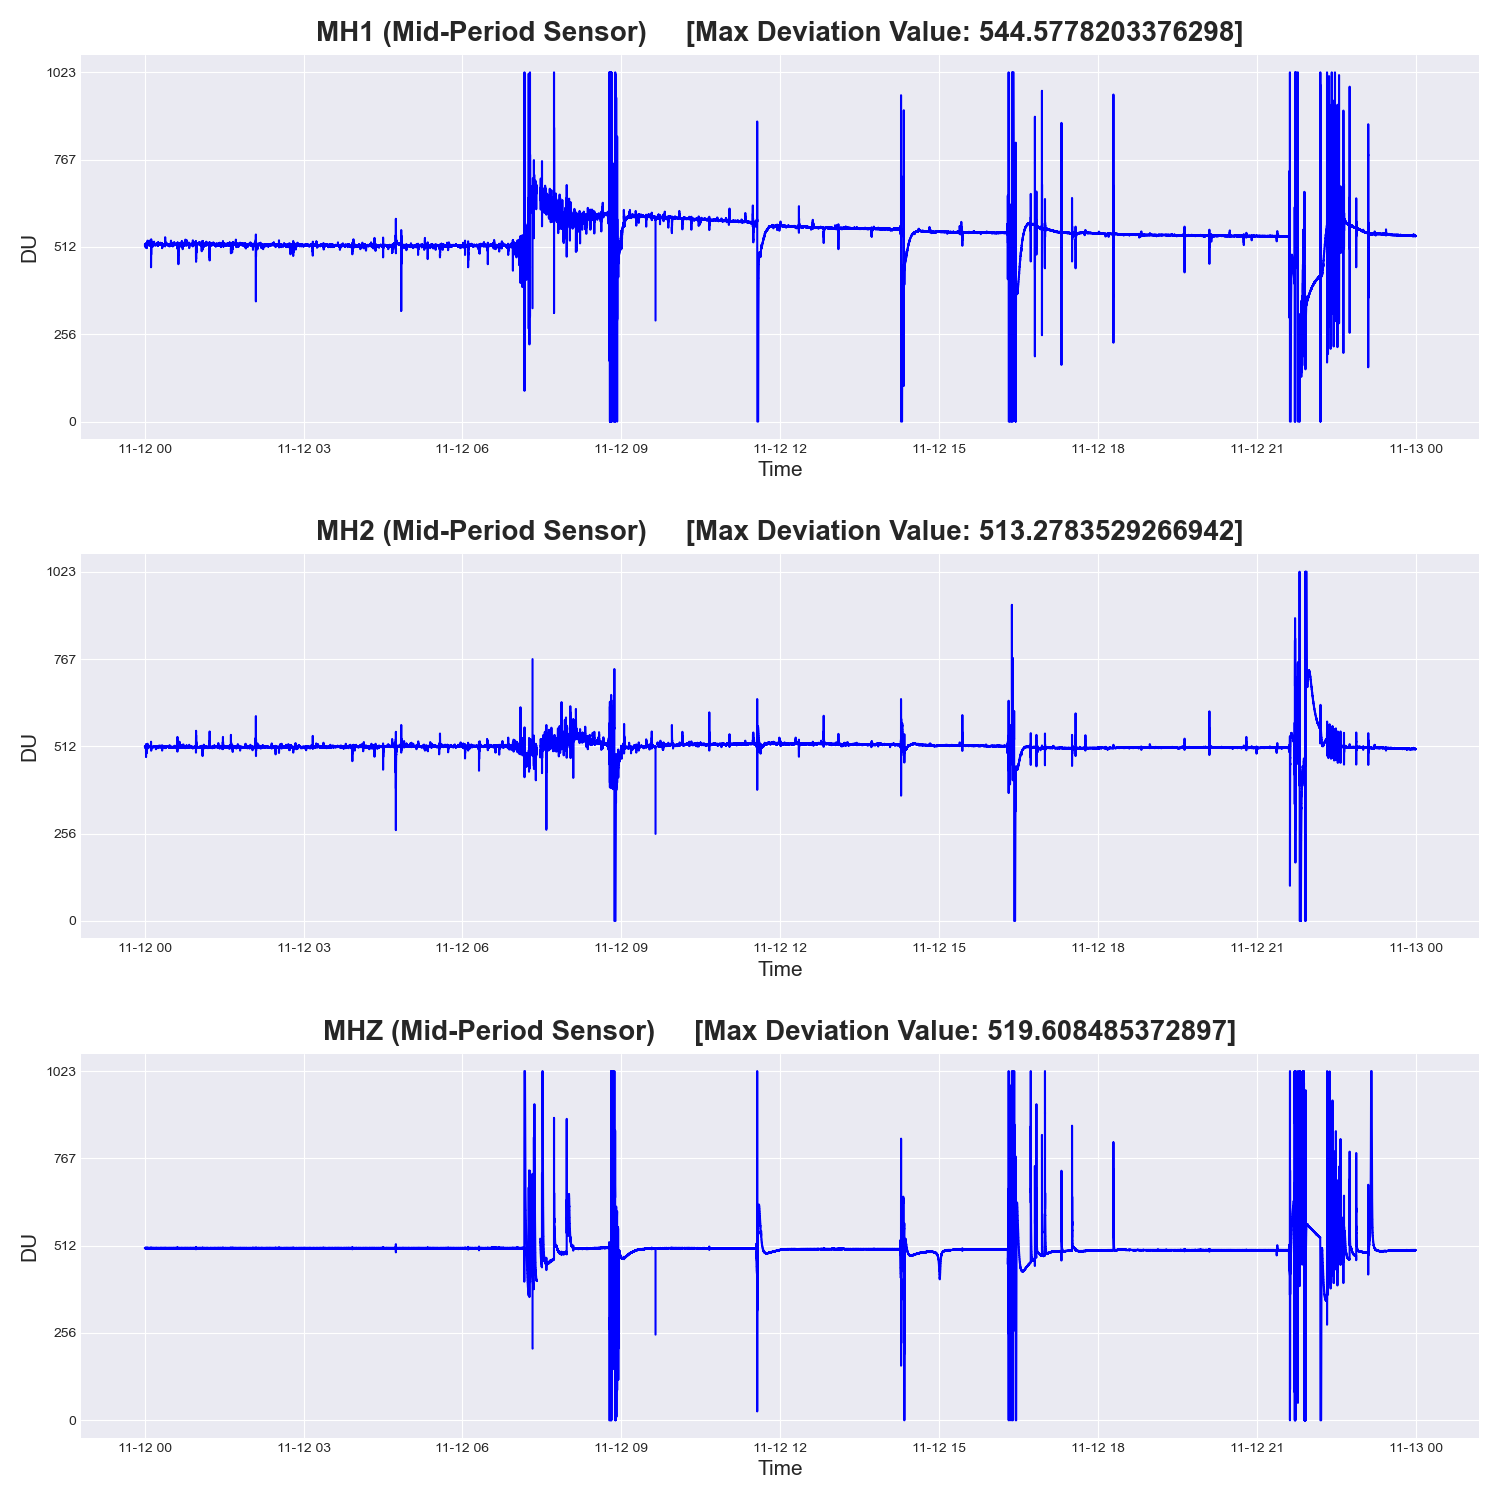 MH1 (Mid-Period Sensor) [Max Deviation Value: 544.5778203376298]
1023
767
512
256
0
DU
11-12 00 11-12 03 11-12 06 11-12 09 11-12 12 11-12 15 11-12 18 11-12 21 11-13 00
Time
MH2 (Mid-Period Sensor) [Max Deviation Value: 513.2783529266942]
1023
767
512
256
0
DU
11-12 00 11-12 03 11-12 06 11-12 09 11-12 12 11-12 15 11-12 18 11-12 21 11-13 00
Time
MHZ (Mid-Period Sensor) [Max Deviation Value: 519.608485372897]
1023
767
512
256
0
DU
11-12 00 11-12 03 11-12 06 11-12 09 11-12 12 11-12 15 11-12 18 11-12 21 11-13 00
Time